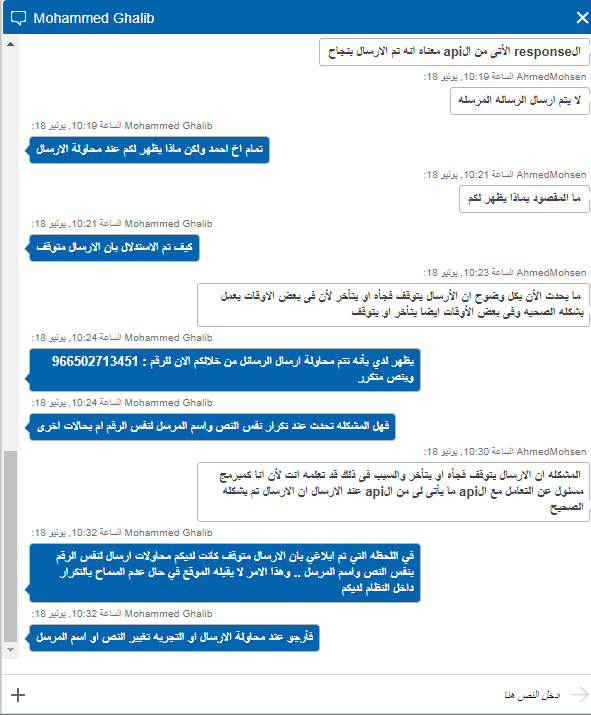 Mohammed Ghalib
الresponse الأتى من الapi معناه انه تم الارسال بنجاح
AhmedMohsen الساعة 10:19, يونيو 18:
لا يتم ارسال الرساله المرسله
Mohammed Ghalib الساعة 10:19, يونيو 18:
تمام اخ احمد ولكن ماذا يظهر لكم عند محاولة الارسال
AhmedMohsen الساعة 10:21, يونيو 18:
ما المقصود بماذا يظهر لكم
Mohammed Ghalib الساعة 10:21, يونيو 18:
كيف تم الاستدلال بان الارسال متوقف
AhmedMohsen الساعة 10:23, يونيو 18:
ما يحدث الأن بكل وضوح ان الأرسال يتوقف فجأه او يتأخر لأن فى بعض الاوقات يعمل
بشكله الصحيه وفى بعض الأوقات ايضا يتأخر او يتوقف
Mohammed Ghalib الساعة 10:24, يونيو 18:
يظهر لدي بأنه تتم محاولة ارسال الرسائل من خلالكم الان للرقم : 966502713451
وبنص متكرر
Mohammed Ghalib الساعة 10:24, يونيو 18:
فهل المشكله تحدث عند تكرار نفس النص واسم المرسل لنفس الرقم ام بحالات اخرى
AhmedMohsen الساعة 10:30, يونيو 18:
المشكله ان الارسال يتوقف فجأه او يتأخر والسبب فى ذلك قد تعلمه انت لأن انا كمبرمج
مسئول عن التعامل مع الapi ما يأتى لى من الapi عند الارسال ان الارسال تم بشكله
الصحيح
Mohammed Ghalib الساعة 10:32, يونيو 18:
في اللحظه التي تم ابلاغي بان الارسال متوقف كانت لديكم محاولات ارسال لنفس الرقم
بنفس النص واسم المرسل .. وهذا الامر لا يقبله الموقع في حال عدم السماح بالتكرار
داخل النظام لديكم
Mohammed Ghalib الساعة 10:32, يونيو 18:
فأرجو عند محاولة الارسال او التجربه تغيير النص او اسم المرسل
ادخل النص هنا